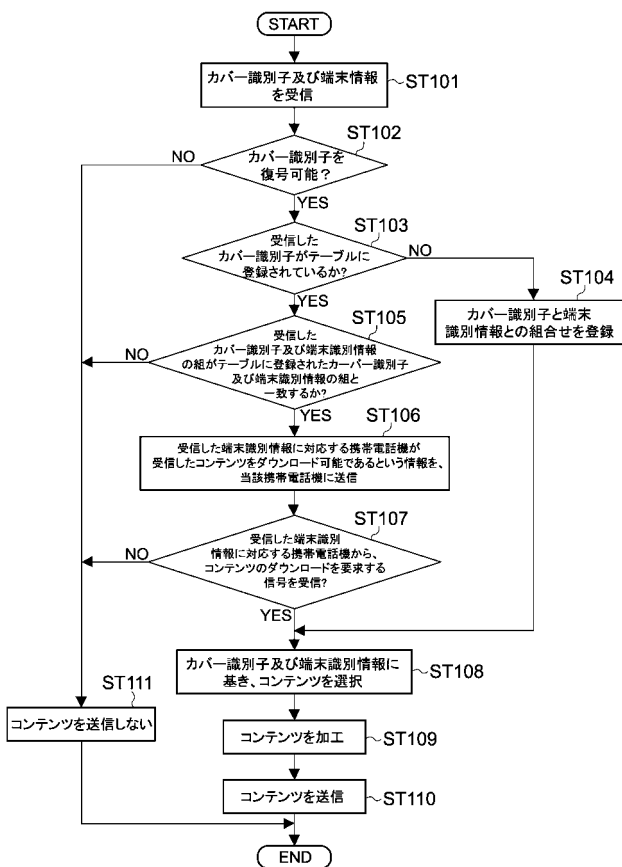 START
カバー識別子及び端末情報
を受信
ST101
ST102
NO
カバー識別子を
復号可能？
YES
ST103
受信した
カバー識別子がテーブルに
登録されているか？
NO
ST104
カバー識別子と端末
識別情報との組合せを登録
YES
ST105
受信した
カバー識別子及び端末識別情報
の組がテーブルに登録されたカーバー識別子
及び端末識別情報の組と
一致するか？
NO
YES
ST106
受信した端末識別情報に対応する携帯電話機が
受信したコンテンツをダウンロード可能であるという情報を、
当該携帯電話機に送信
ST107
受信した端末識別
情報に対応する携帯電話機から、
コンテンツのダウンロードを要求する
信号を受信？
NO
YES
カバー識別子及び端末識別情報に
基き、コンテンツを選択
ST108
ST111
コンテンツを送信しない
コンテンツを加工
ST109
コンテンツを送信
ST110
END